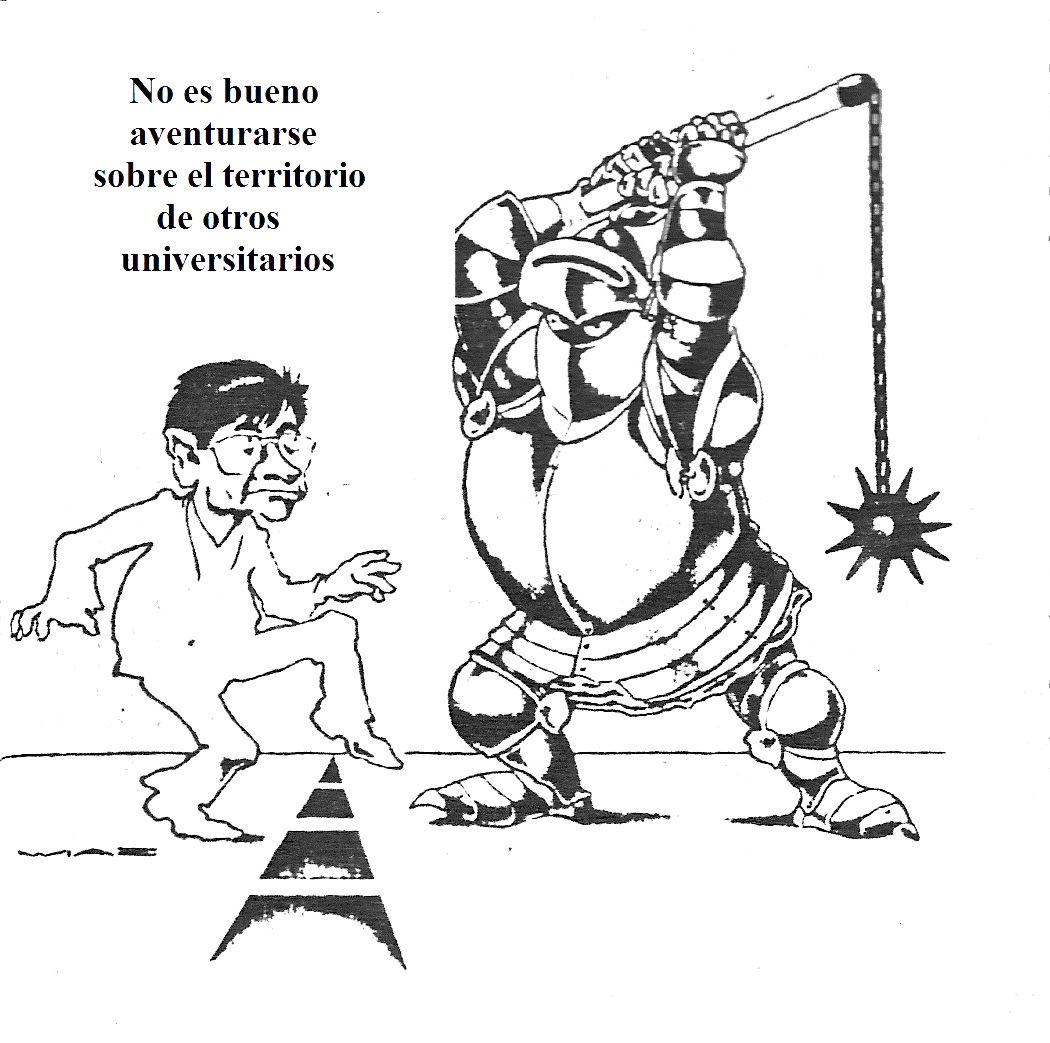 No es bueno
aventurarse
sobre el territorio
de otros
universitarios